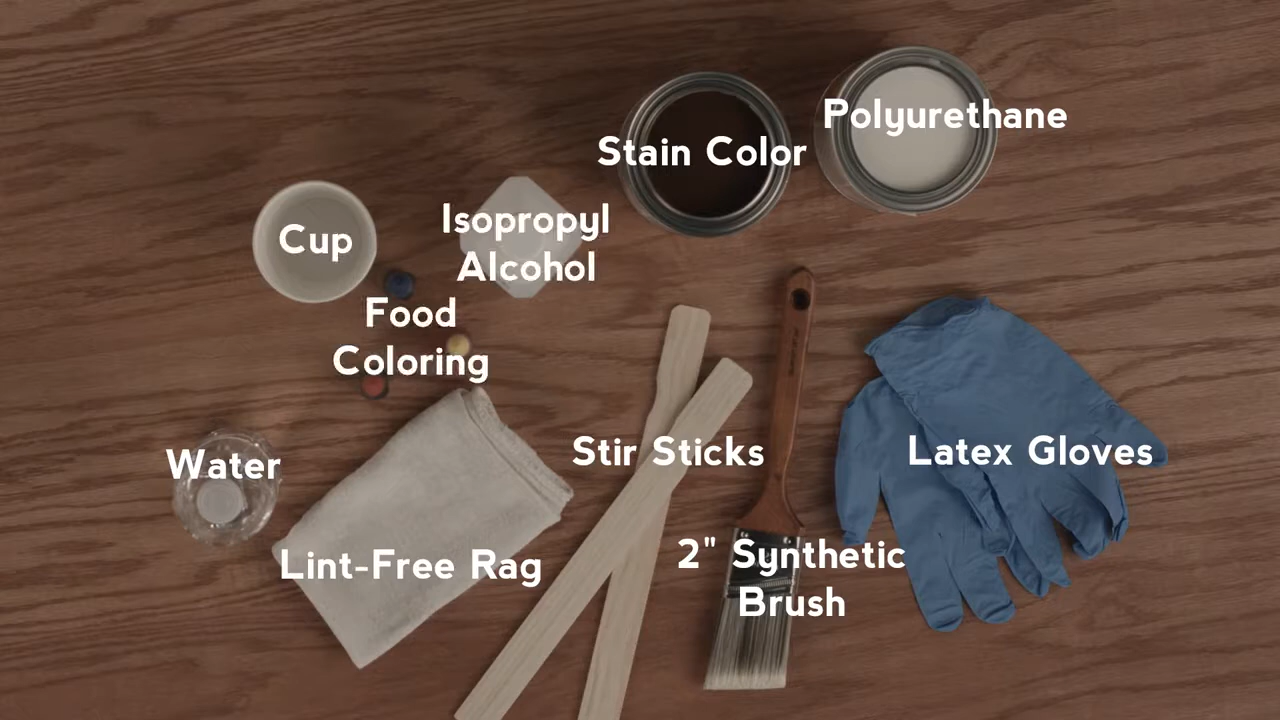 Polyurethane
Stain Color
Cup
Isopropyl
Alcohol
Food
Coloring
Water
Stir Sticks
Latex Gloves
Lint-Free Rag
2" Synthetic
Brush